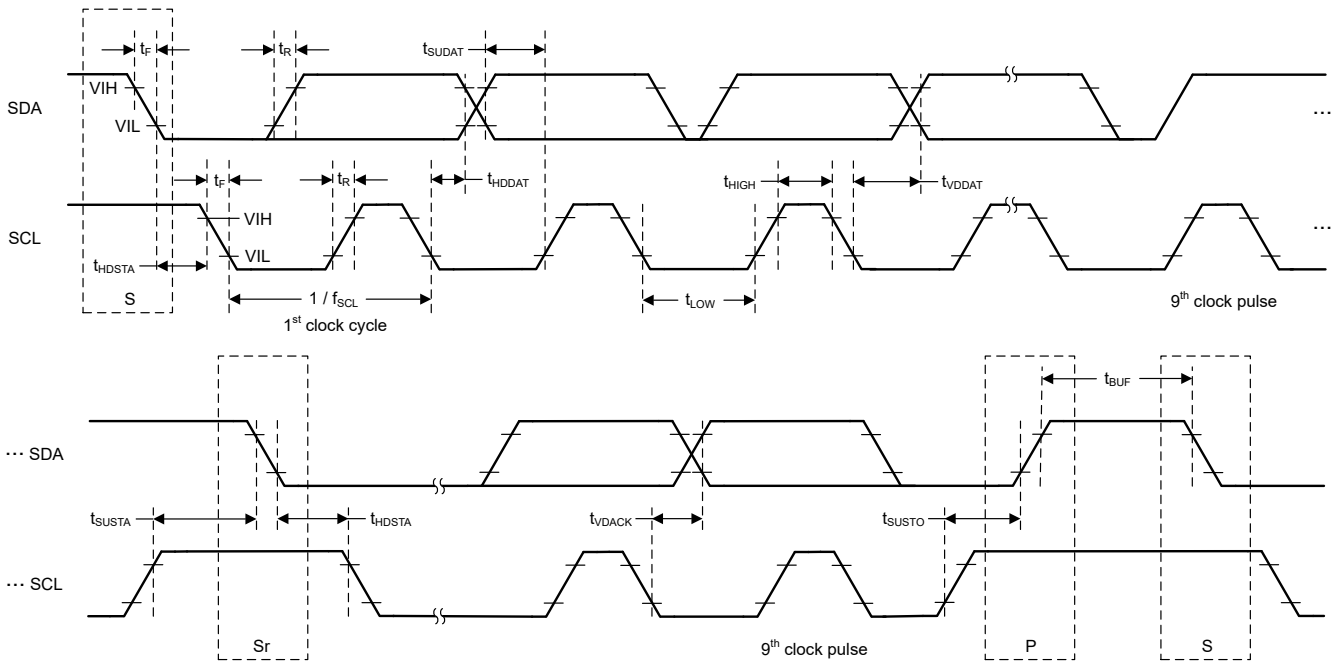 tF
tR
tSUDAT
VIH
SDA
VIL
...
tF
tR
tHDDAT
tHIGH
tVDDAT
VIH
SCL
VIL
...
tHDSTA
S
1 / fSCL
tLOW
9th clock pulse
1st clock cycle
tBUF
... SDA
tSUSTA
tHDSTA
tVDACK
tSUSTO
... SCL
Sr
9th clock pulse
P
S